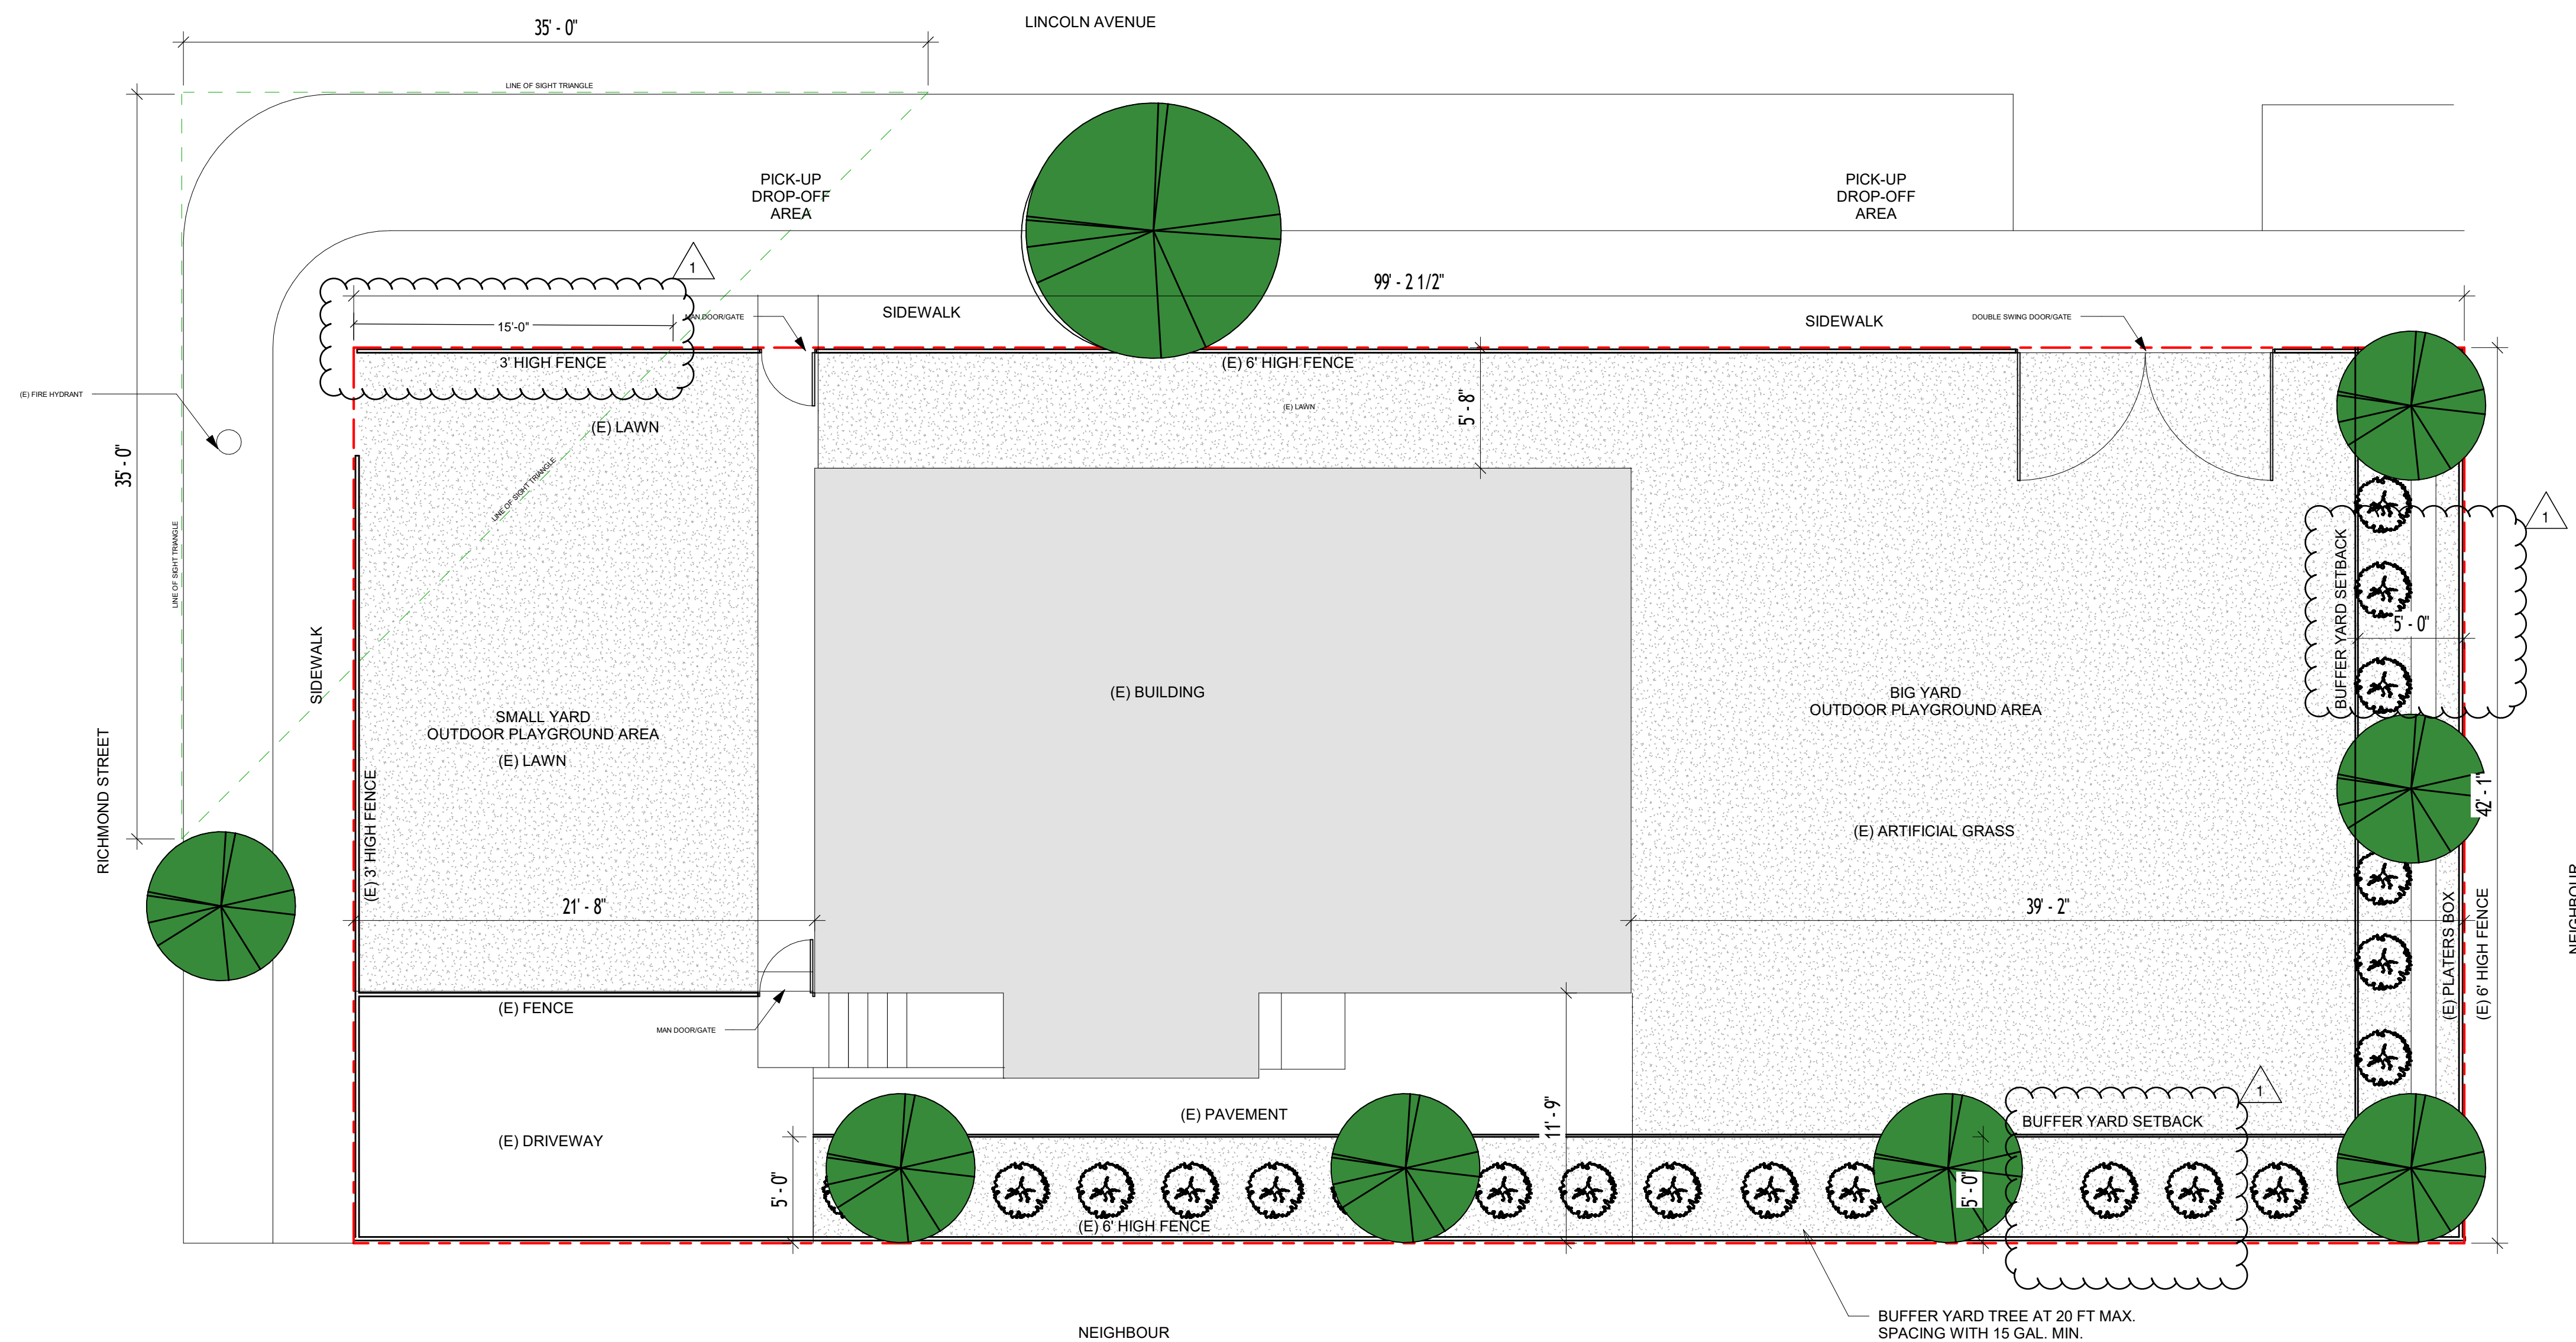 LINCOLN AVENUE
35' - 0"
LINE OF SIGHT TRIANGLE
PICK-UP
DROP-OFF
AREA
PICK-UP
DROP-OFF
AREA
1
99' - 2 1/2"
15'-0"
MAN DOOR/GATE
SIDEWALK
SIDEWALK
DOUBLE SWING DOOR/GATE
3' HIGH FENCE
(E) 6' HIGH FENCE
(E) FIRE HYDRANT
(E) LAWN
(E) LAWN
5' - 8"
35' - 0"
LINE OF SIGHT TRIANGLE
LINE OF SIGHT TRIANGLE
1
BUFFER YARD SETBACK
5' - 0"
SIDEWALK
(E) BUILDING
BIG YARD
OUTDOOR PLAYGROUND AREA
SMALL YARD
OUTDOOR PLAYGROUND AREA
(E) LAWN
RICHMOND STREET
(E) 3' HIGH FENCE
42' - 1"
(E) ARTIFICIAL GRASS
21' - 8"
39' - 2"
(E) PLATERS BOX
(E) 6' HIGH FENCE
NEIGHBOUR
(E) FENCE
MAN DOOR/GATE
1
(E) PAVEMENT
11' - 9"
BUFFER YARD SETBACK
(E) DRIVEWAY
5' - 0"
5' - 0"
(E) 6' HIGH FENCE
BUFFER YARD TREE AT 20 FT MAX.
SPACING WITH 15 GAL. MIN.
NEIGHBOUR